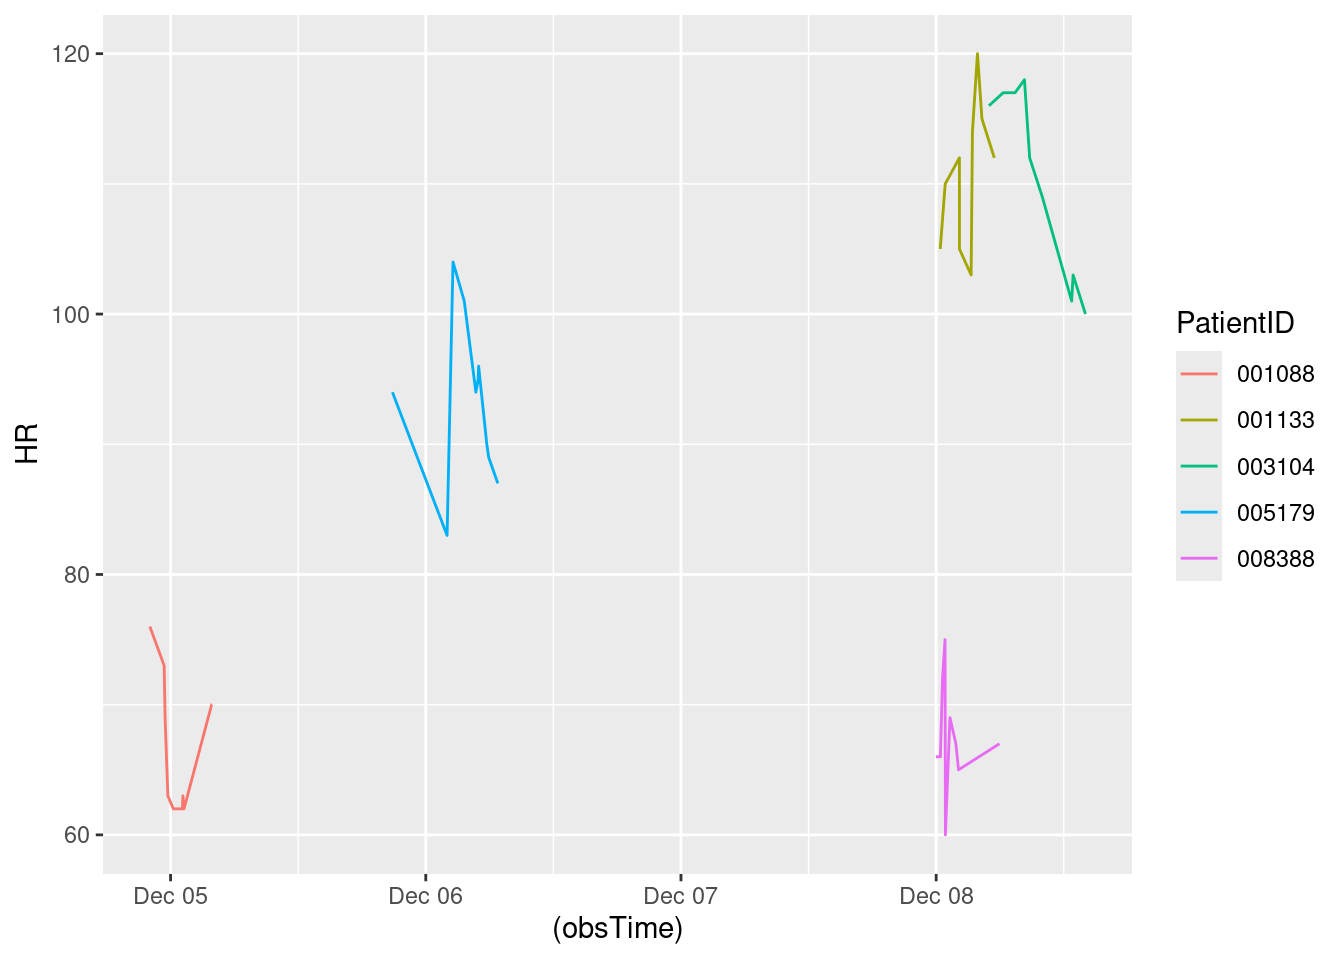 120
100
80
60
HR
Dec 05
Dec 06
Dec 07
Dec 08
(obsTime)
PatientID
001088
001133
003104
005179
008388